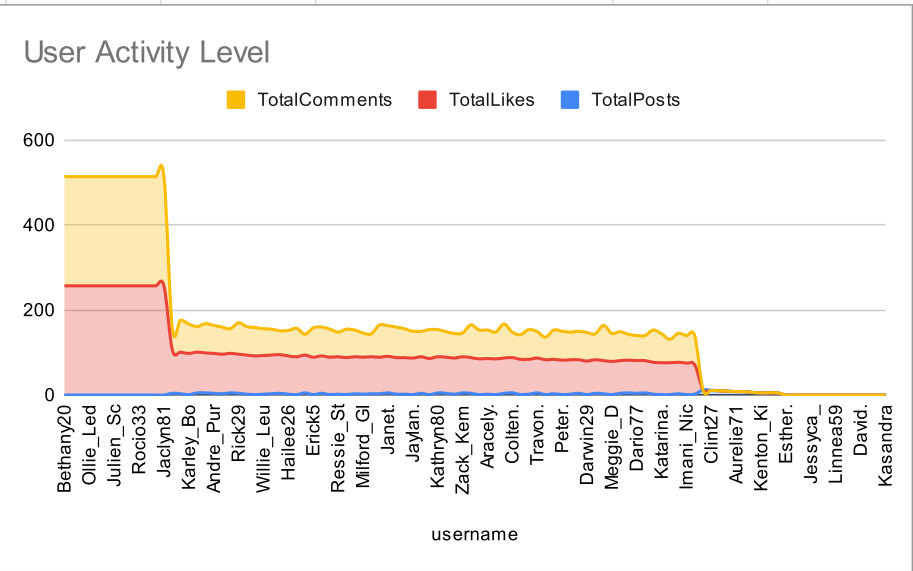 User Activity Level
TotalComments TotalLikes TotalPosts
600
400
200
0
Bethany20
Ollie_Led
Julien_Sc
Rocio33
Jaclyn81
Karley_Bo
Andre_Pur
Rick29
Willie_Leu
Hailee26
Erick5
Ressie_St
Milford_Gl
Janet.
Jaylan.
Kathryn80
Zack_Kem
Aracely.
Colten.
Travon.
Peter.
Darwin29
Meggie_D
Dario77
Katarina.
Imani_Nic
Clint27
Aurelie71
Kenton_Ki
Esther.
Jessyca_
Linnea59
David.
Kasandra
username